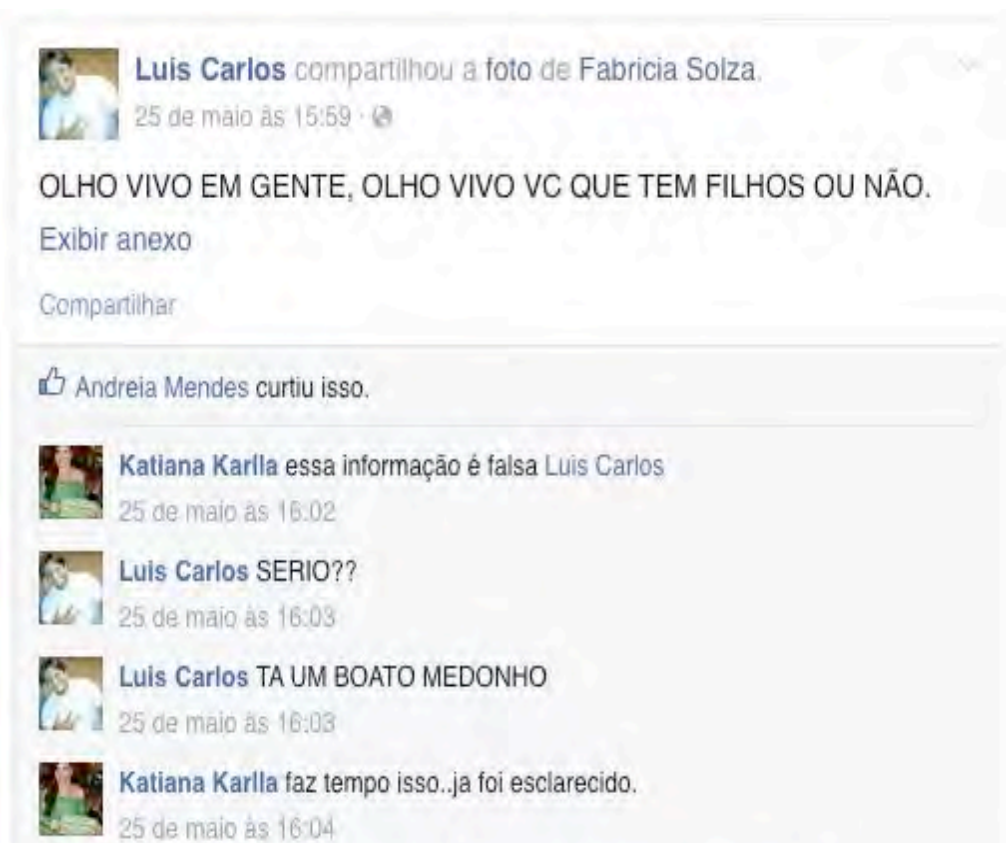 Luis Carlos compartilhou a foto de Fabricia Solza.
25 de maio às 15:59 ·
OLHO VIVO EM GENTE, OLHO VIVO VC QUE TEM FILHOS OU NÃO.
Exibir anexo
Compartilhar
Andreia Mendes curtiu isso.
Katiana Karlla essa informação é falsa Luis Carlos
25 de maio às 16:02
Luis Carlos SERIO??
25 de maio às 16:03
Luis Carlos TA UM BOATO MEDONHO
25 de maio às 16:03
Katiana Karlla faz tempo isso..ja foi esclarecido.
25 de maio às 16:04